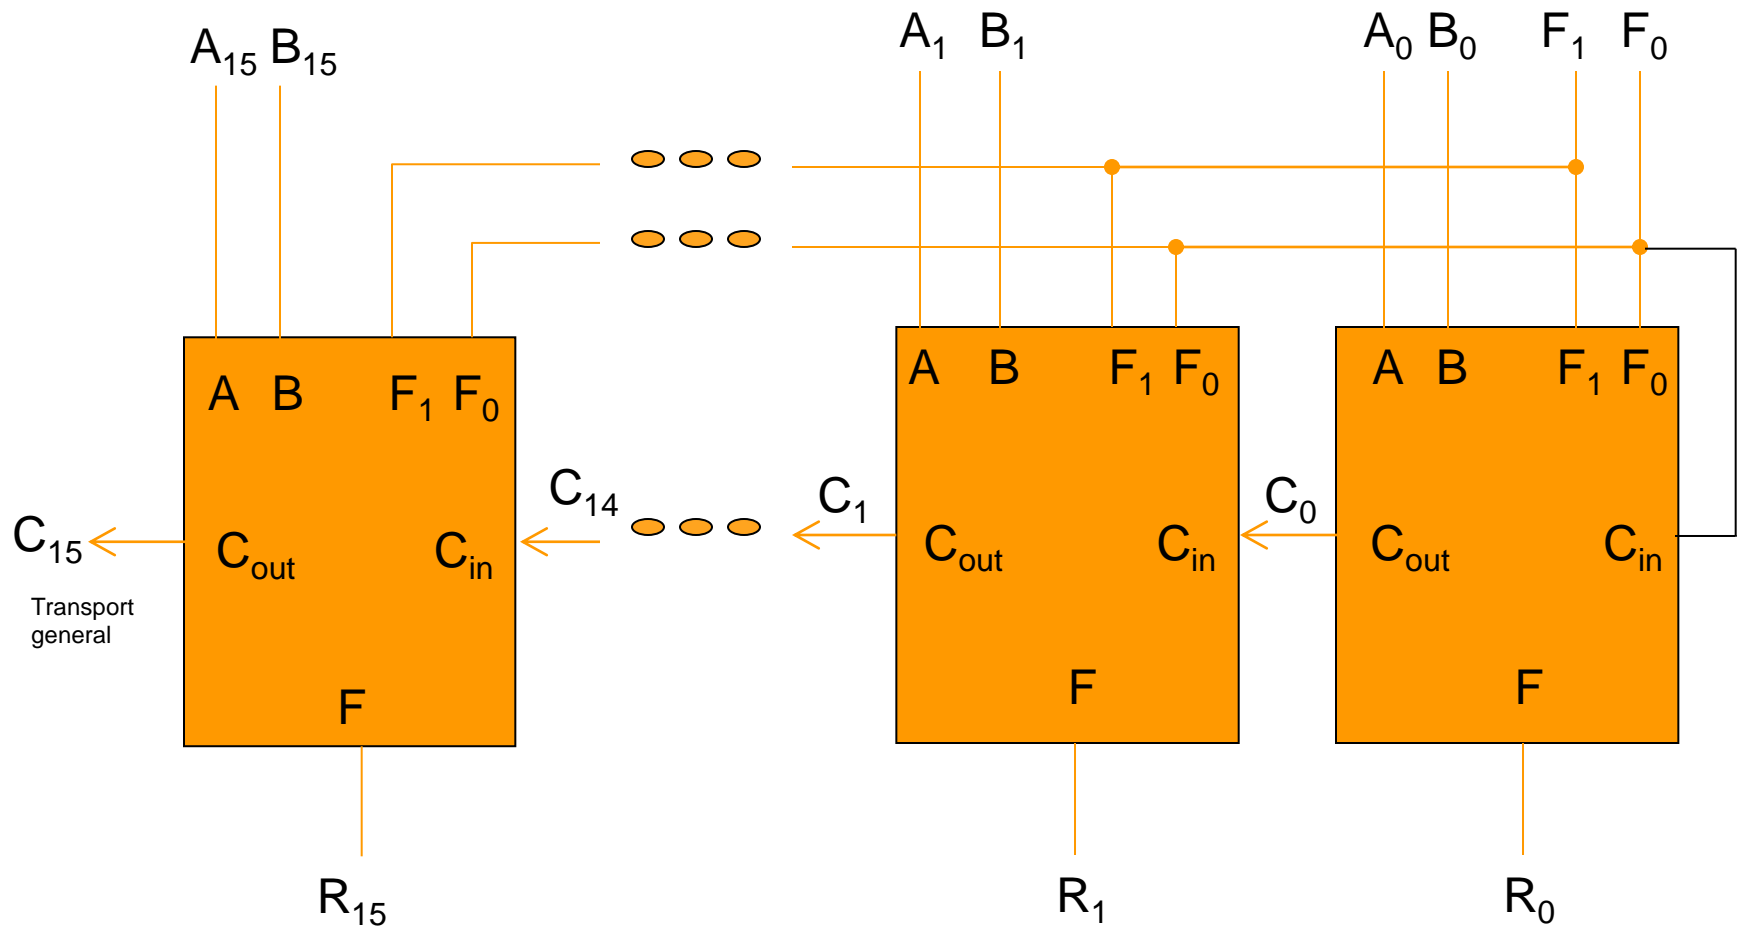 A₁₅ B₁₅ A₁ B₁ A₀ B₀ F₁ F₀
A B F₁ F₀ A B F₁ F₀ A B F₁ F₀
C₁₅ Cout Cin C₁₄ C₁ Cout Cin C₀ Cout Cin
Transport
general
F F F
R₁₅ R₁ R₀